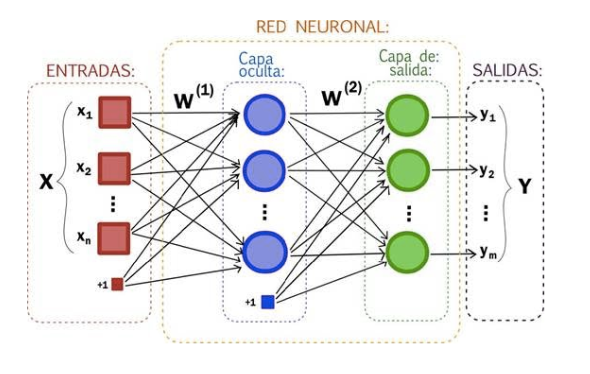 RED NEURONAL:
ENTRADAS:
Capa
oculta:
Capa de:
salida:
SALIDAS:
W(1)
W(2)
x1
x2
⋮
xn
+1
X
⋮
+1
⋮
y1
y2
⋮
ym
Y